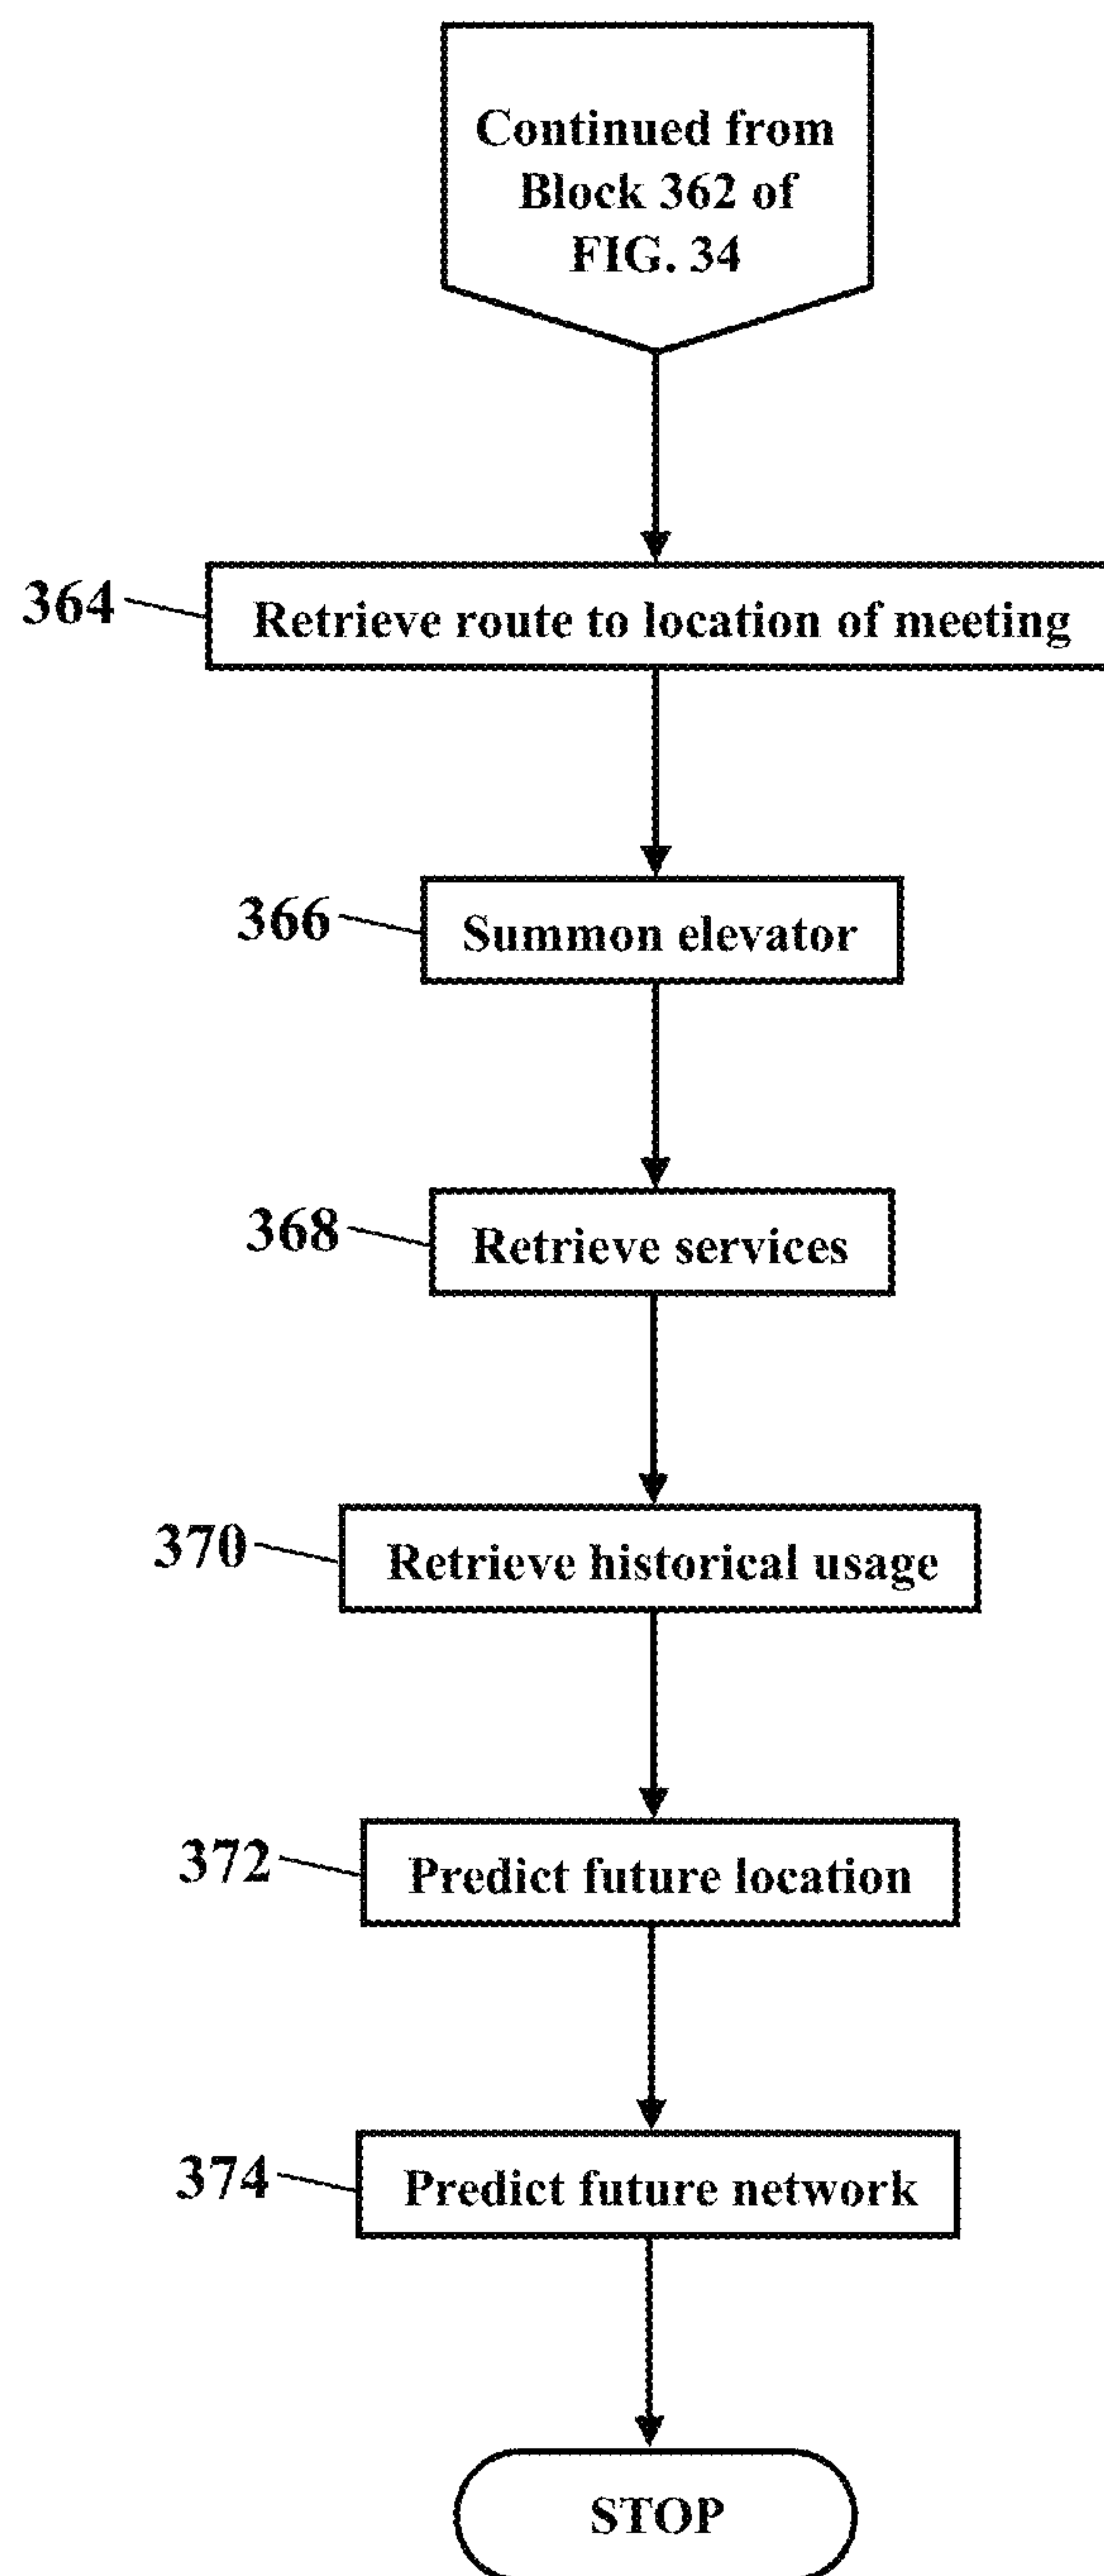 Continued from
Block 362 of
FIG. 34
364 Retrieve route to location of meeting
366 Summon elevator
368 Retrieve services
370 Retrieve historical usage
372 Predict future location
374 Predict future network
STOP